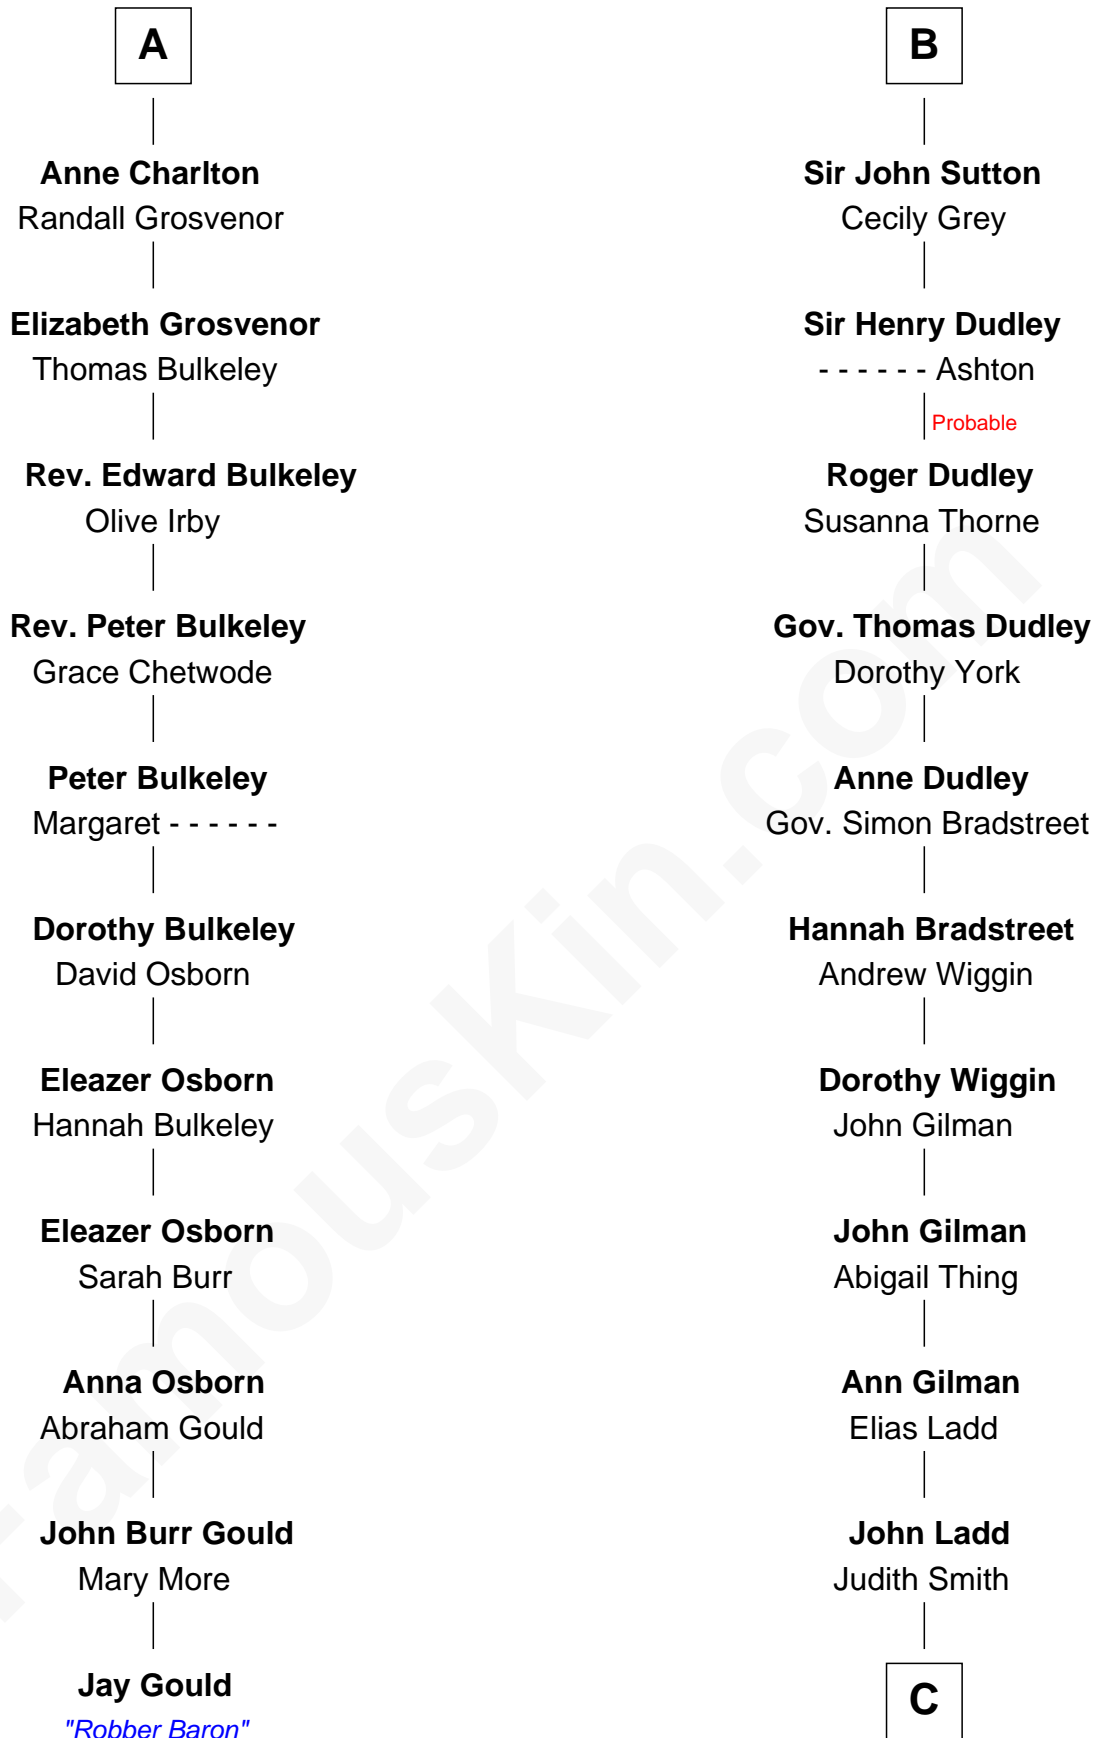 A
Anne Charlton
Randall Grosvenor
Elizabeth Grosvenor
Thomas Bulkeley
Rev. Edward Bulkeley
Olive Irby
Rev. Peter Bulkeley
Grace Chetwode
Peter Bulkeley
Margaret - - - - - -
Dorothy Bulkeley
David Osborn
Eleazer Osborn
Hannah Bulkeley
Eleazer Osborn
Sarah Burr
Anna Osborn
Abraham Gould
John Burr Gould
Mary More
Jay Gould
"Robber Baron"
B
Sir John Sutton
Cecily Grey
Sir Henry Dudley
- - - - - - Ashton
Probable
Roger Dudley
Susanna Thorne
Gov. Thomas Dudley
Dorothy York
Anne Dudley
Gov. Simon Bradstreet
Hannah Bradstreet
Andrew Wiggin
Dorothy Wiggin
John Gilman
John Gilman
Abigail Thing
Ann Gilman
Elias Ladd
John Ladd
Judith Smith
C
FamousKin.com